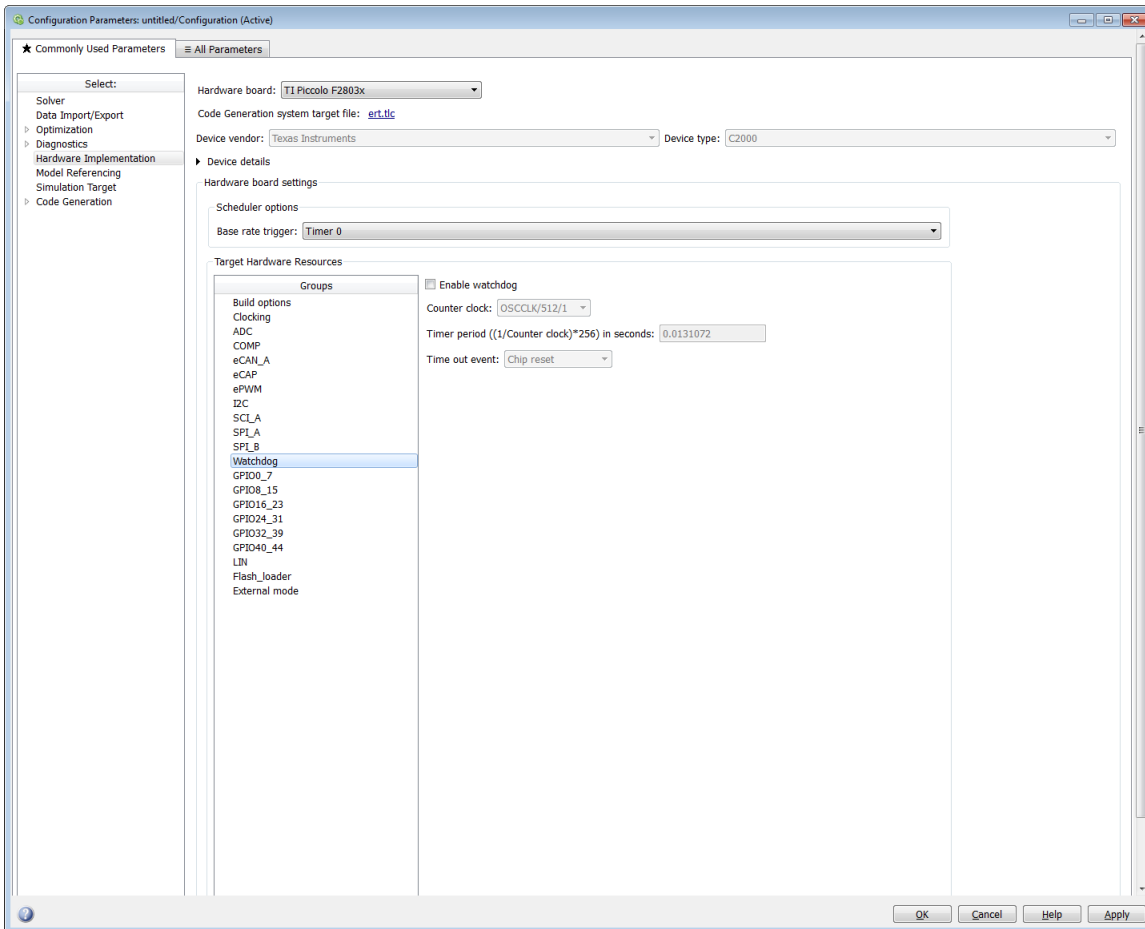 Configuration Parameters: untitled/Configuration (Active)
★ Commonly Used Parameters
≡ All Parameters
Select:
Solver
Data Import/Export
Optimization
Diagnostics
Hardware Implementation
Model Referencing
Simulation Target
Code Generation
Hardware board: TI Piccolo F2803x
Code Generation system target file: ert.tlc
Device vendor: Texas Instruments Device type: C2000
Device details
Hardware board settings
Scheduler options
Base rate trigger: Timer 0
Target Hardware Resources
Groups
Build options
Clocking
ADC
COMP
eCAN_A
eCAP
ePWM
I2C
SCI_A
SPI_A
SPI_B
Watchdog
GPIO0_7
GPIO8_15
GPIO16_23
GPIO24_31
GPIO32_39
GPIO40_44
LIN
Flash_loader
External mode
Enable watchdog
Counter clock: OSCCLK/512/1
Timer period ((1/Counter clock)*256) in seconds: 0.0131072
Time out event: Chip reset
OK Cancel Help Apply